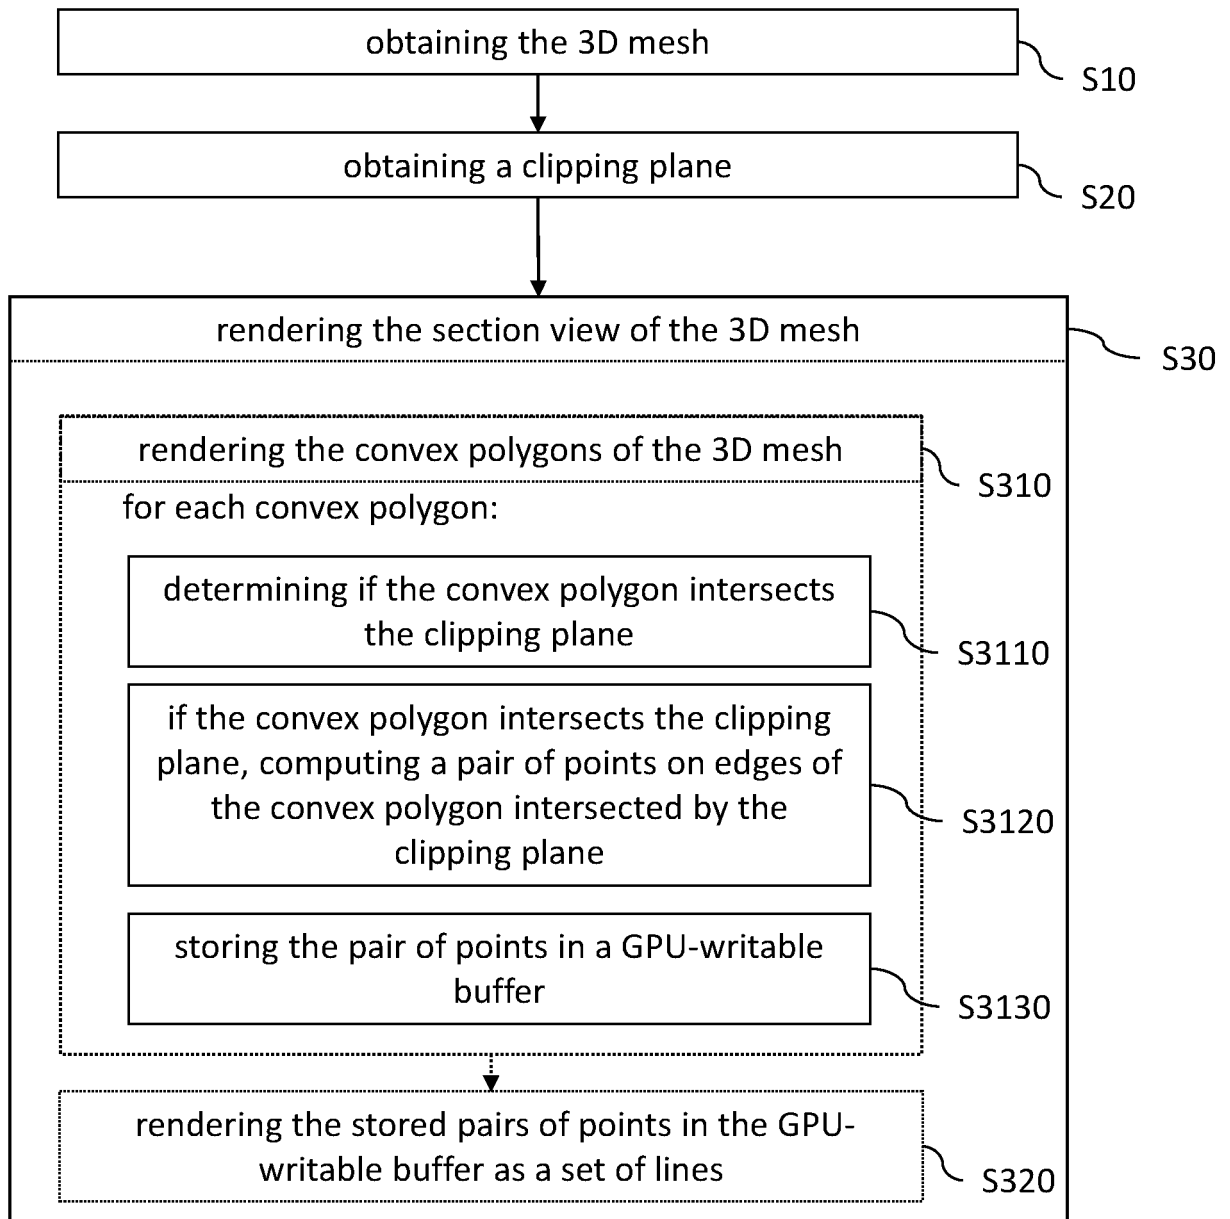 obtaining the 3D mesh
S10
obtaining a clipping plane
S20
rendering the section view of the 3D mesh
S30
rendering the convex polygons of the 3D mesh
S310
for each convex polygon:
determining if the convex polygon intersects
the clipping plane
S3110
if the convex polygon intersects the clipping
plane, computing a pair of points on edges of
the convex polygon intersected by the
clipping plane
S3120
storing the pair of points in a GPU-writable
buffer
S3130
rendering the stored pairs of points in the GPU-
writable buffer as a set of lines
S320